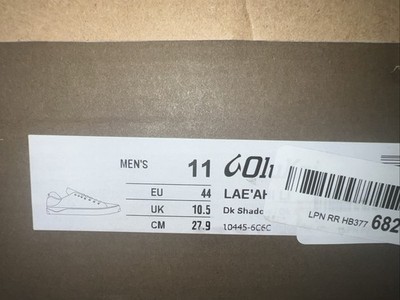 MEN'S 11
EU 44
UK 10.5
CM 27.9
LAE'AH
Dk Shado
10445-6C6C
LPN RR HB377 682